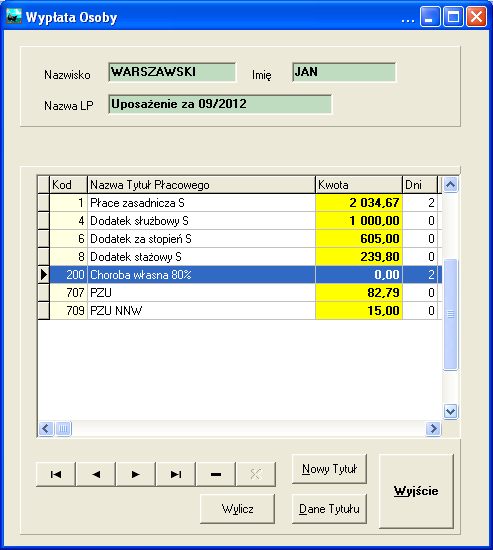 Wypłata Osoby ...
Nazwisko WARSZAWSKI Imię JAN
Nazwa LP Uposażenie za 09/2012
Kod Nazwa Tytuł Płacowego Kwota Dni
1 Płace zasadnicza S 2 034,67 2
4 Dodatek służbowy S 1 000,00 0
6 Dodatek za stopień S 605,00 0
8 Dodatek stażowy S 239,80 0
200 Choroba własna 80% 0,00 2
707 PZU 82,79 0
709 PZU NNW 15,00 0
Nowy Tytuł
Wyjście
Wylicz Dane Tytułu